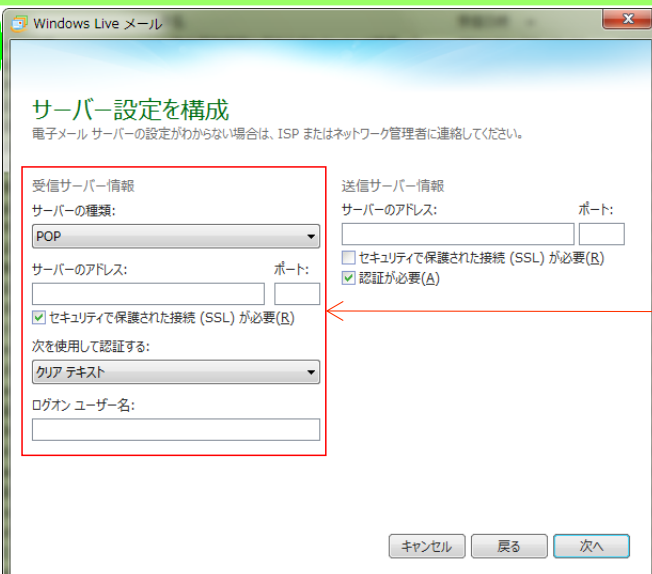 Windows Live メール
サーバー設定を構成
電子メール サーバーの設定がわからない場合は、ISP またはネットワーク管理者に連絡してください。
受信サーバー情報
サーバーの種類:
POP
サーバーのアドレス:
ポート:
セキュリティで保護された接続 (SSL) が必要(R)
次を使用して認証する:
クリア テキスト
ログオン ユーザー名:
送信サーバー情報
サーバーのアドレス:
ポート:
セキュリティで保護された接続 (SSL) が必要(R)
認証が必要(A)
キャンセル
戻る
次へ